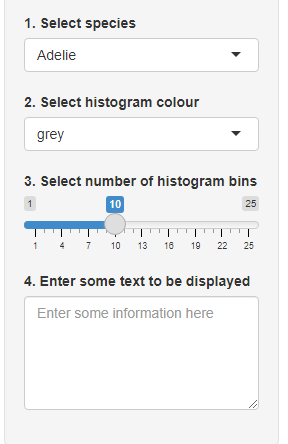 1. Select species
Adelie
2. Select histogram colour
grey
3. Select number of histogram bins
1 10 25
1 4 7 10 13 16 19 22 25
4. Enter some text to be displayed
Enter some information here